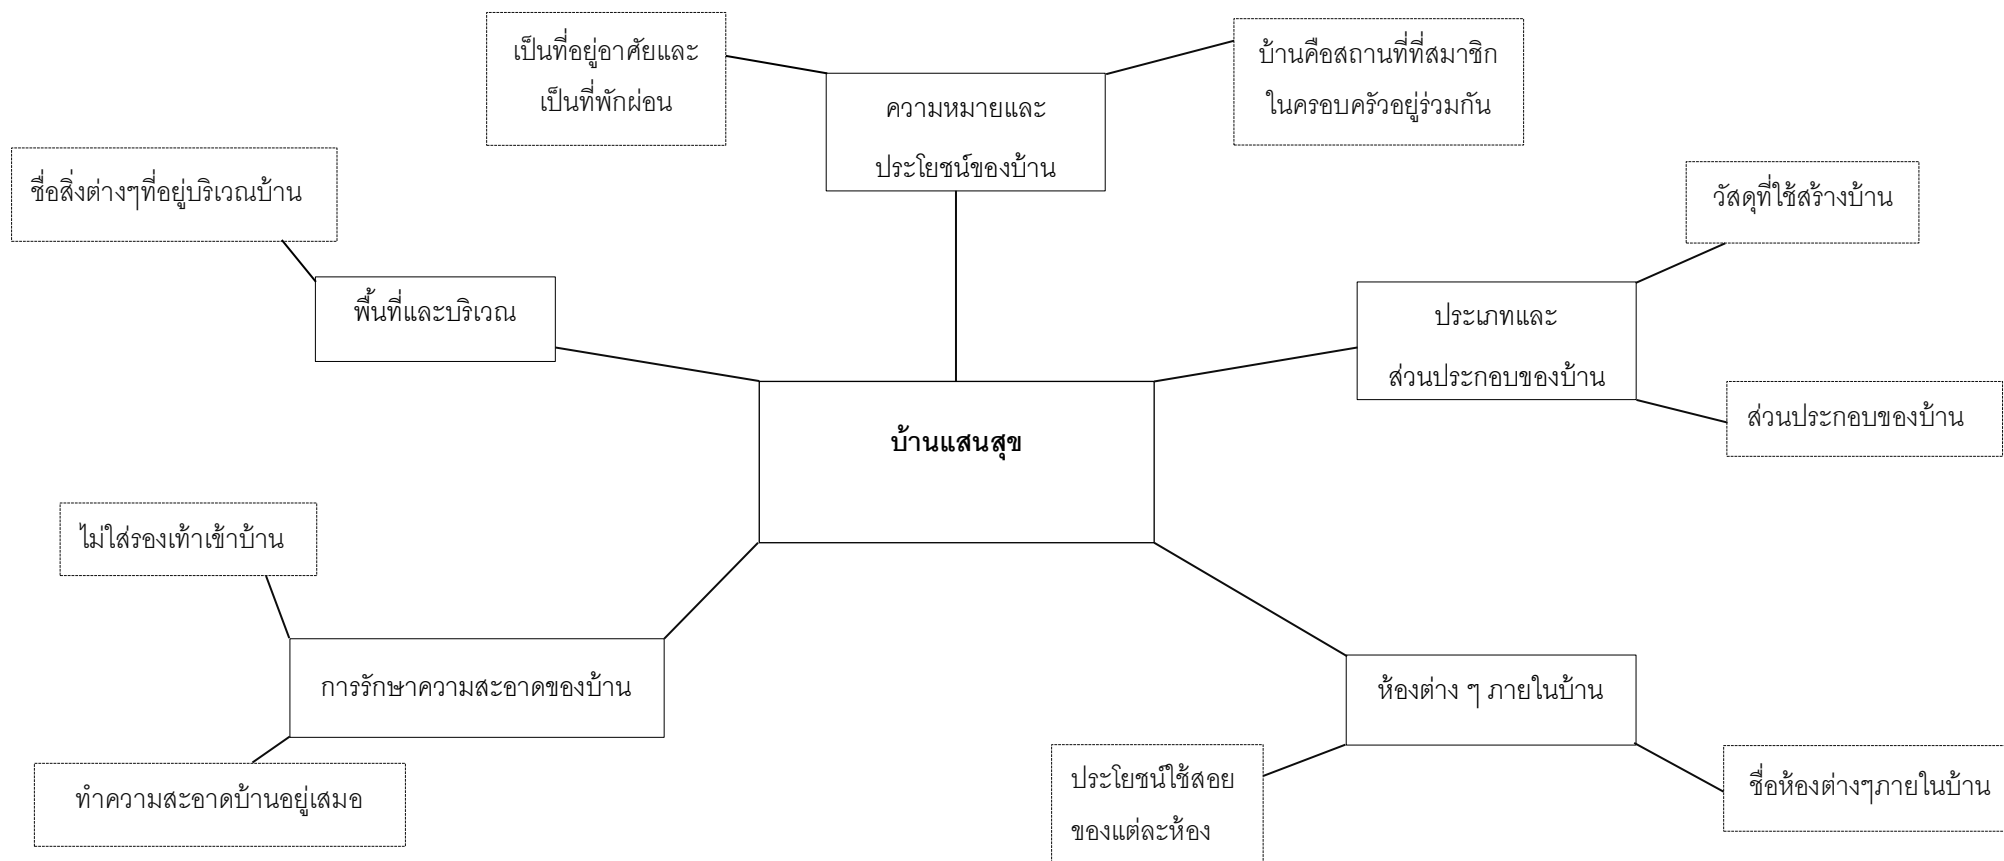 เป็นที่อยู่อาศัยและ
เป็นที่พักผ่อน
บ้านคือสถานที่ที่สมาชิก
ในครอบครัวอยู่ร่วมกัน
ความหมายและ
ประโยชน์ของบ้าน
ชื่อสิ่งต่างๆที่อยู่บริเวณบ้าน
วัสดุที่ใช้สร้างบ้าน
พื้นที่และบริเวณ
ประเภทและ
ส่วนประกอบของบ้าน
ส่วนประกอบของบ้าน
บ้านแสนสุข
ไม่ใส่รองเท้าเข้าบ้าน
การรักษาความสะอาดของบ้าน
ห้องต่าง ๆ ภายในบ้าน
ทำความสะอาดบ้านอยู่เสมอ
ประโยชน์ใช้สอย
ของแต่ละห้อง
ชื่อห้องต่างๆภายในบ้าน